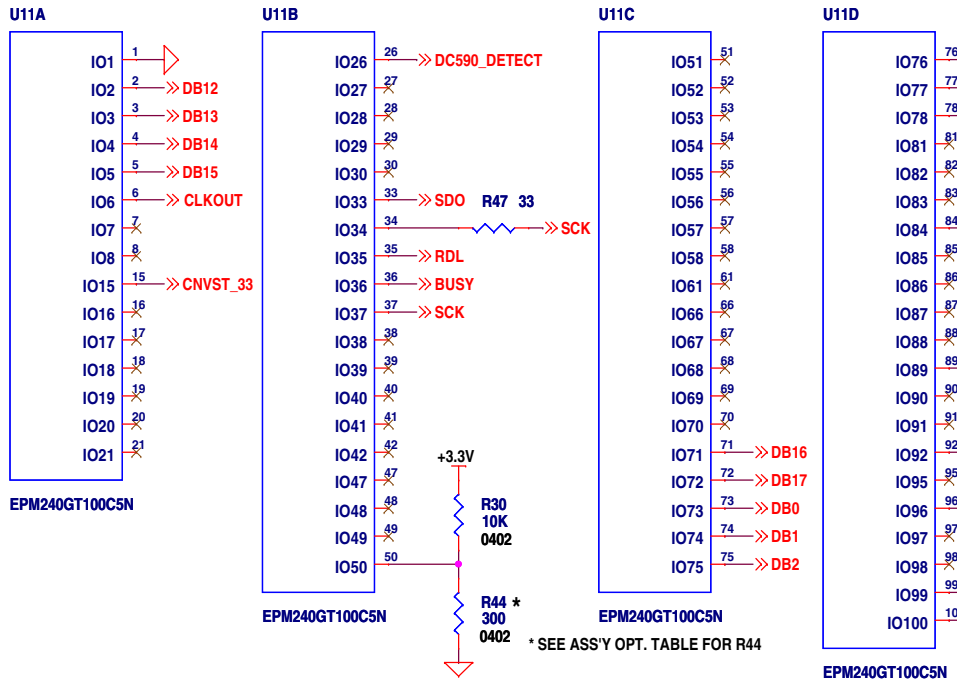 U11A
IO1 1
IO2 2 DB12
IO3 3 DB13
IO4 4 DB14
IO5 5 DB15
IO6 6 CLKOUT
IO7 7
IO8 8
IO15 15 CNVST_33
IO16 16
IO17 17
IO18 18
IO19 19
IO20 20
IO21 21
EPM240GT100C5N
U11B
IO26 26 DC590_DETECT
IO27 27
IO28 28
IO29 29
IO30 30
IO33 33 SDO
IO34 34 R47 33 SCK
IO35 35 RDL
IO36 36 BUSY
IO37 37 SCK
IO38 38
IO39 39
IO40 40
IO41 41
IO42 42
IO47 47
IO48 48
IO49 49
IO50 50
EPM240GT100C5N
+3.3V
R30
10K
0402
R44 *
300
0402
* SEE ASS'Y OPT. TABLE FOR R44
U11C
IO51 51
IO52 52
IO53 53
IO54 54
IO55 55
IO56 56
IO57 57
IO58 58
IO61 61
IO66 66
IO67 67
IO68 68
IO69 69
IO70 70
IO71 71 DB16
IO72 72 DB17
IO73 73 DB0
IO74 74 DB1
IO75 75 DB2
EPM240GT100C5N
U11D
IO76 76
IO77 77
IO78 78
IO81 81
IO82 82
IO83 83
IO84 84
IO85 85
IO86 86
IO87 87
IO88 88
IO89 89
IO90 90
IO91 91
IO92 92
IO95 95
IO96 96
IO97 97
IO98 98
IO99 99
IO100 10
EPM240GT100C5N